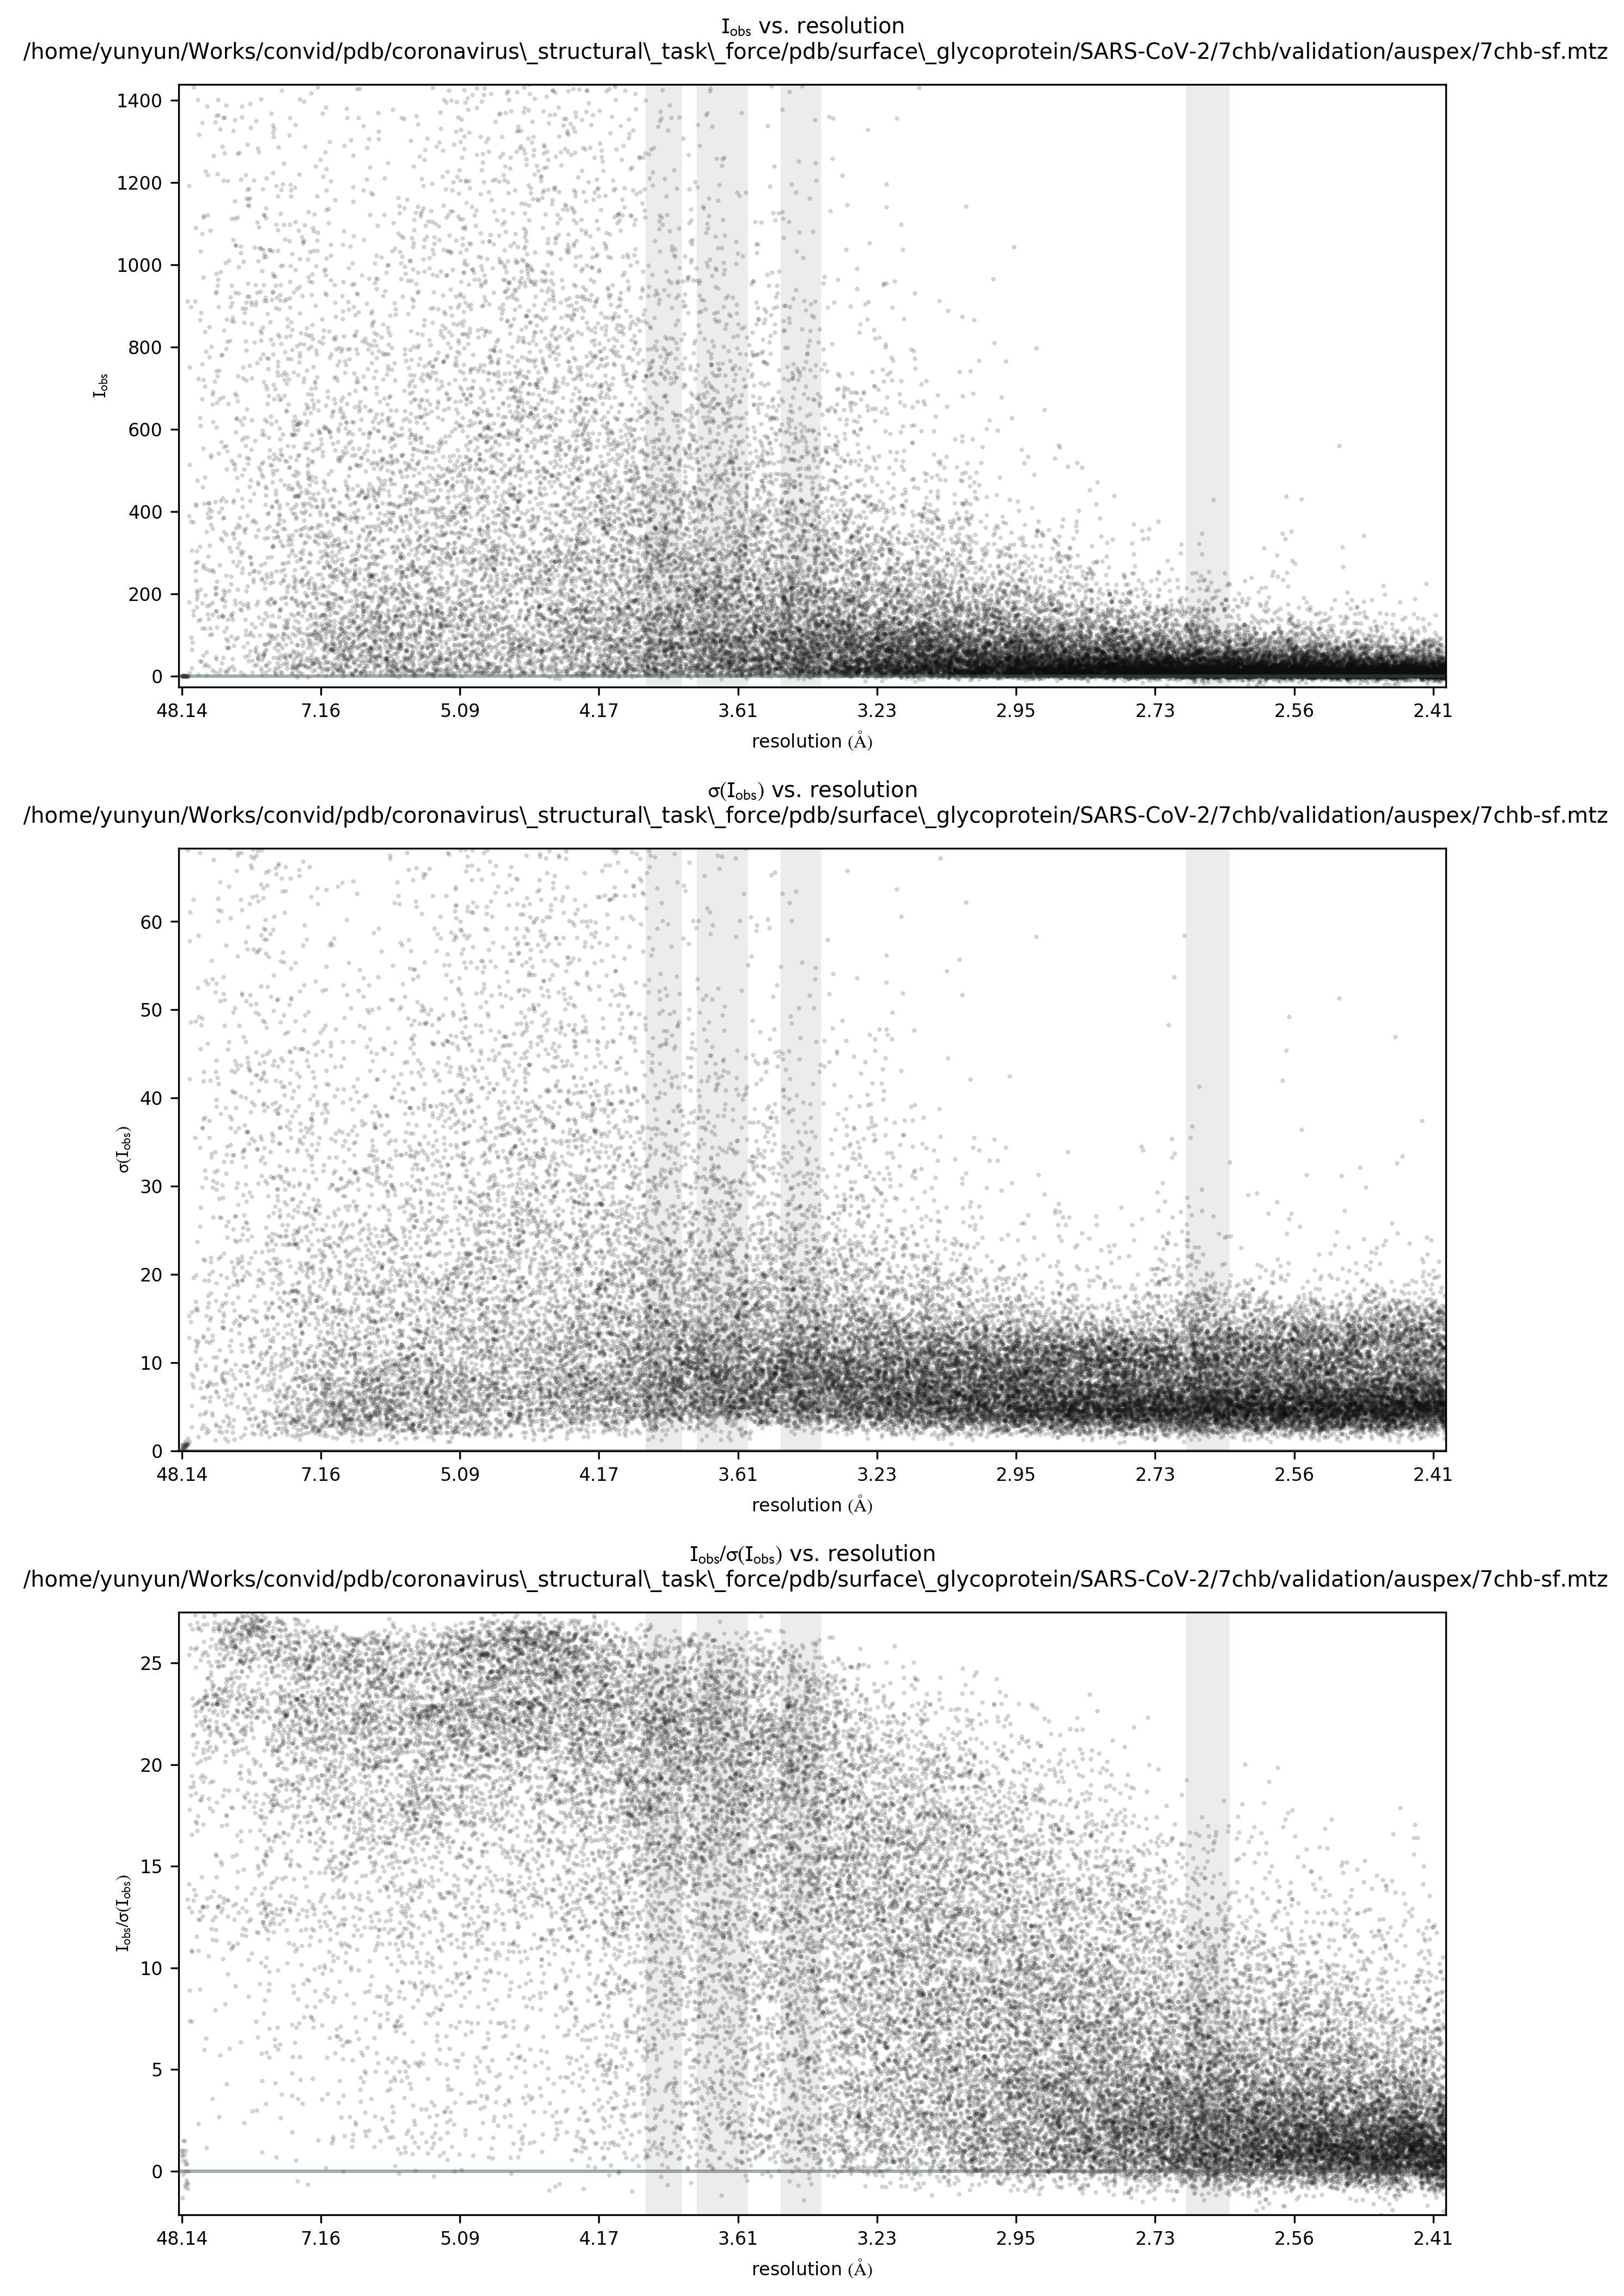 I_obs vs. resolution
/home/yunyun/Works/convid/pdb/coronavirus\_structural\_task\_force/pdb/surface\_glycoprotein/SARS-CoV-2/7chb/validation/auspex/7chb-sf.mtz
1400
1200
1000
800
600
400
200
0
I_obs
48.14 7.16 5.09 4.17 3.61 3.23 2.95 2.73 2.56 2.41
resolution (Å)
σ(I_obs) vs. resolution
/home/yunyun/Works/convid/pdb/coronavirus\_structural\_task\_force/pdb/surface\_glycoprotein/SARS-CoV-2/7chb/validation/auspex/7chb-sf.mtz
60
50
40
30
20
10
0
σ(I_obs)
48.14 7.16 5.09 4.17 3.61 3.23 2.95 2.73 2.56 2.41
resolution (Å)
I_obs/σ(I_obs) vs. resolution
/home/yunyun/Works/convid/pdb/coronavirus\_structural\_task\_force/pdb/surface\_glycoprotein/SARS-CoV-2/7chb/validation/auspex/7chb-sf.mtz
25
20
15
10
5
0
I_obs/σ(I_obs)
48.14 7.16 5.09 4.17 3.61 3.23 2.95 2.73 2.56 2.41
resolution (Å)